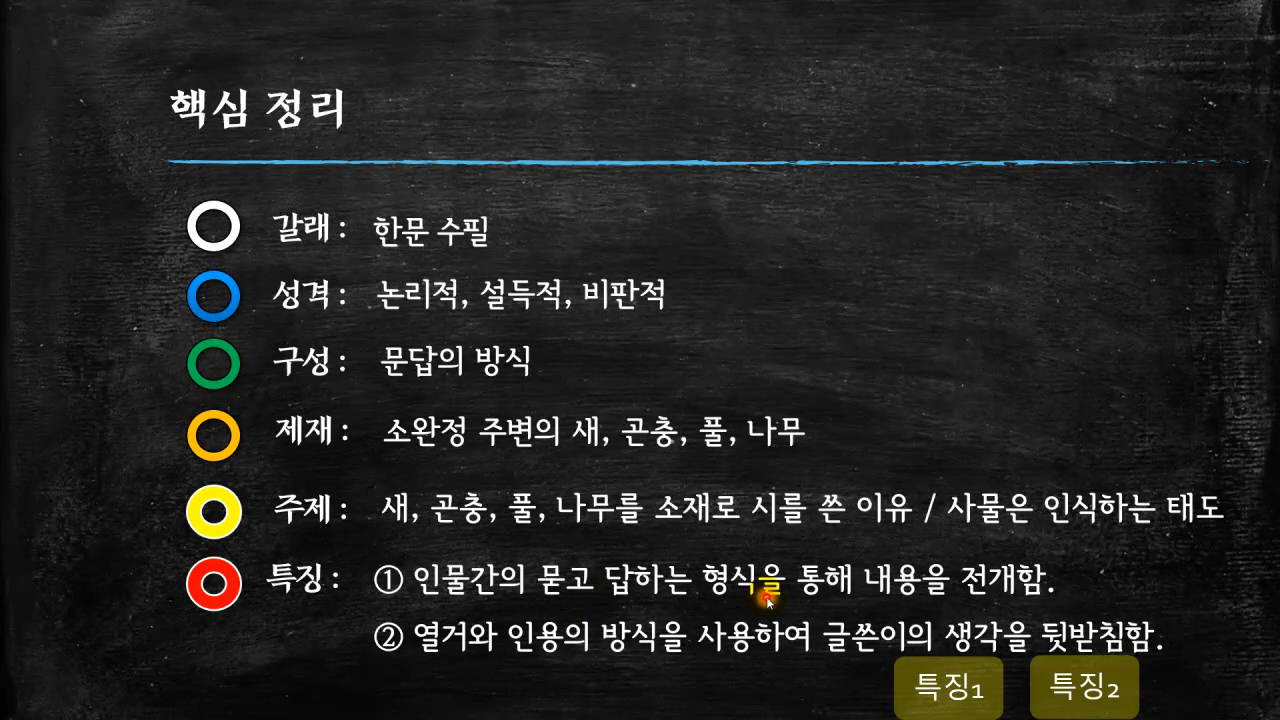 핵심 정리
갈래 : 한문 수필
성격 : 논리적, 설득적, 비판적
구성 : 문답의 방식
제재 : 소완정 주변의 새, 곤충, 풀, 나무
주제 : 새, 곤충, 풀, 나무를 소재로 시를 쓴 이유 / 사물은 인식하는 태도
특징 : ① 인물간의 묻고 답하는 형식을 통해 내용을 전개함.
② 열거와 인용의 방식을 사용하여 글쓴이의 생각을 뒷받침함.
특징1 특징2